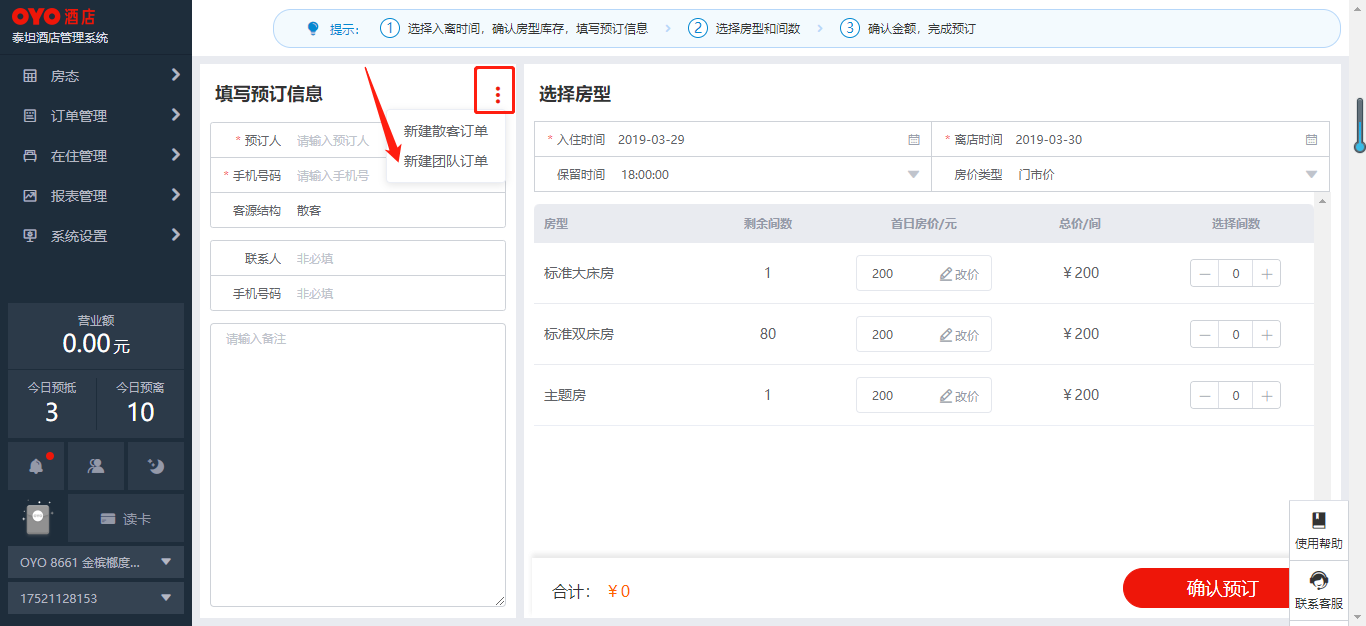 OYO 酒店
泰坦酒店管理系统
房态
订单管理
在住管理
报表管理
系统设置
营业额
0.00元
今日预抵 今日预离
3 10
读卡
OYO 8661 金槟榔度...
17521128153
提示: 1 选择入离时间，确认房型库存，填写预订信息 2 选择房型和间数 3 确认金额，完成预订
填写预订信息
新建散客订单
新建团队订单
* 预订人 请输入预订人
* 手机号码 请输入手机号
客源结构 散客
联系人 非必填
手机号码 非必填
请输入备注
选择房型
* 入住时间 2019-03-29 * 离店时间 2019-03-30
保留时间 18:00:00 房价类型 门市价
房型 剩余间数 首日房价/元 总价/间 选择间数
标准大床房 1 200 改价 ¥200 — 0 +
标准双床房 80 200 改价 ¥200 — 0 +
主题房 1 200 改价 ¥200 — 0 +
合计: ¥0 确认预订
使用帮助
联系客服